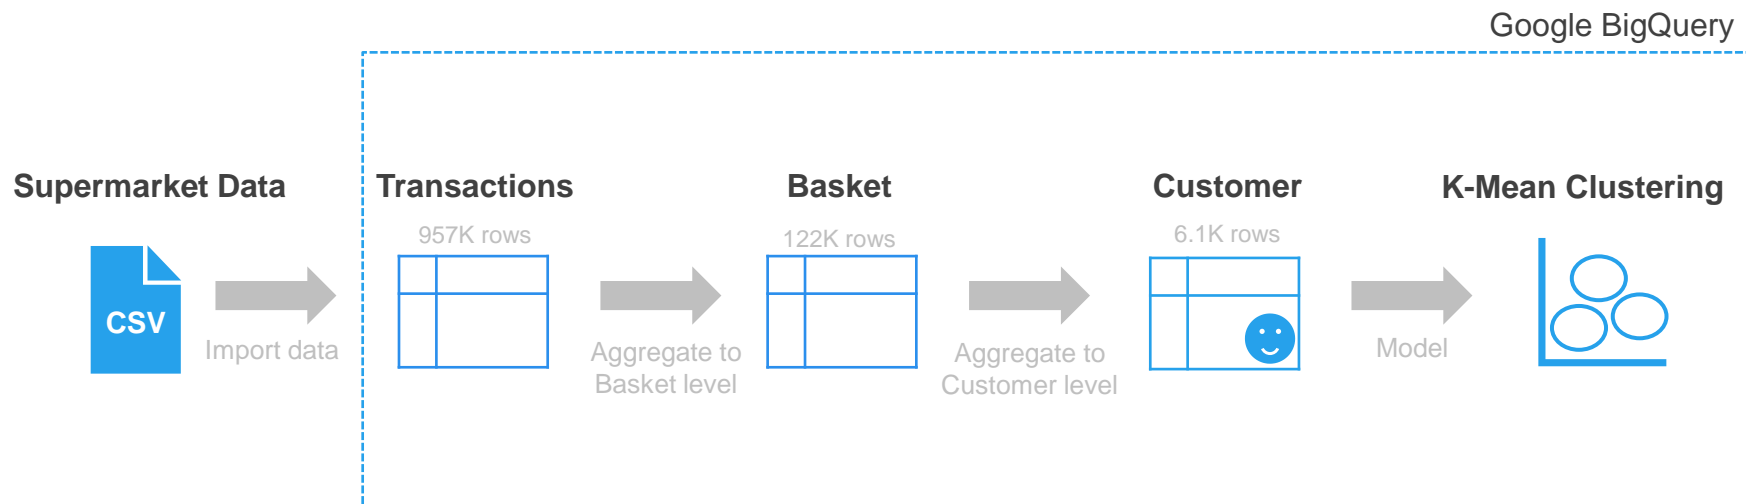 Google BigQuery
Supermarket Data
Transactions
Basket
Customer
K-Mean Clustering
957K rows
122K rows
6.1K rows
CSV
Import data
Aggregate to
Basket level
Aggregate to
Customer level
Model